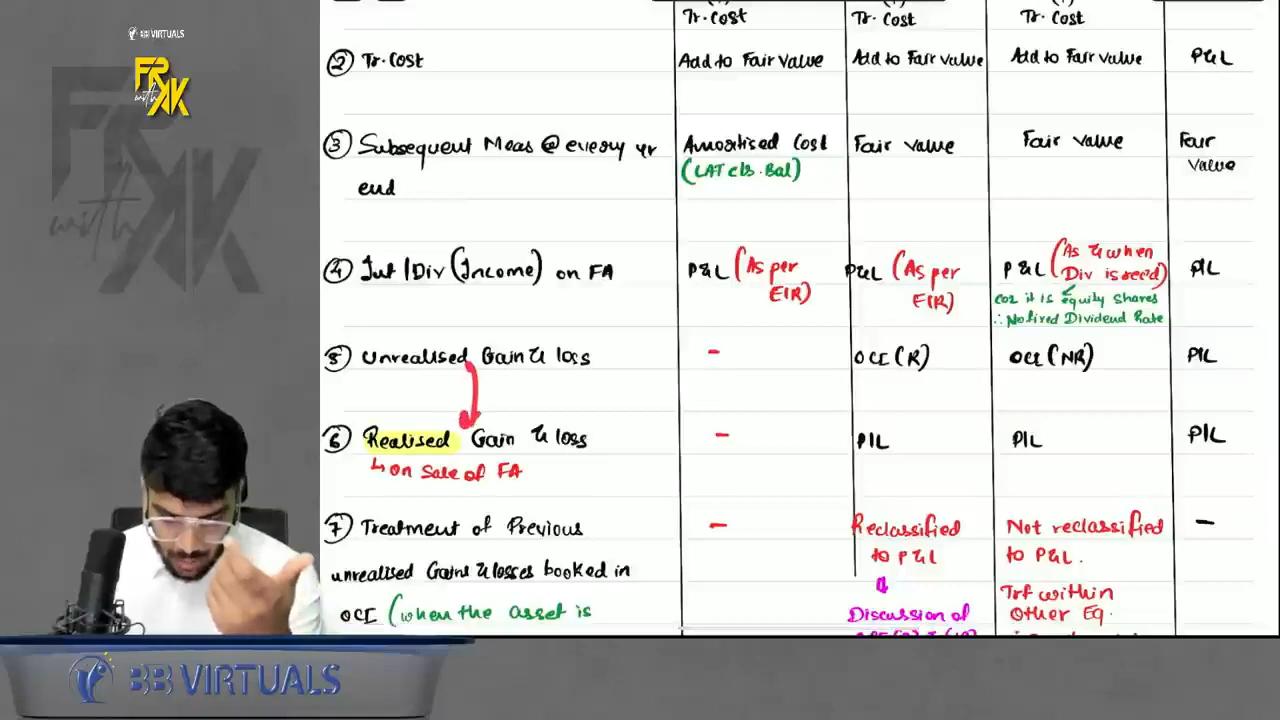 BB VIRTUALS
FR
with
AK
Tr. Cost Tr. Cost Tr. Cost
② Tr. Cost Add to Fair Value Add to Fair Value Add to Fair Value P&L
③ Subsequent Meas @ every yr Amortised Cost Fair Value Fair Value Fair
end (LAT cls. Bal) Value
④ Int/Div (Income) on FA P&L (As per P&L (As per P&L (As & when P/L
EIR) EIR) Div is recd)
coz it is equity shares
∴ No fixed Dividend Rate
⑤ Unrealised Gain & loss - OCI (R) OCI (NR) P/L
⑥ Realised Gain & loss - P/L P/L P/L
↳ on Sale of FA
⑦ Treatment of Previous - Reclassified Not reclassified -
to P&L to P&L.
unrealised Gains & losses booked in Trf within
OCI (when the asset is Discussion of Other Eq.
BB VIRTUALS